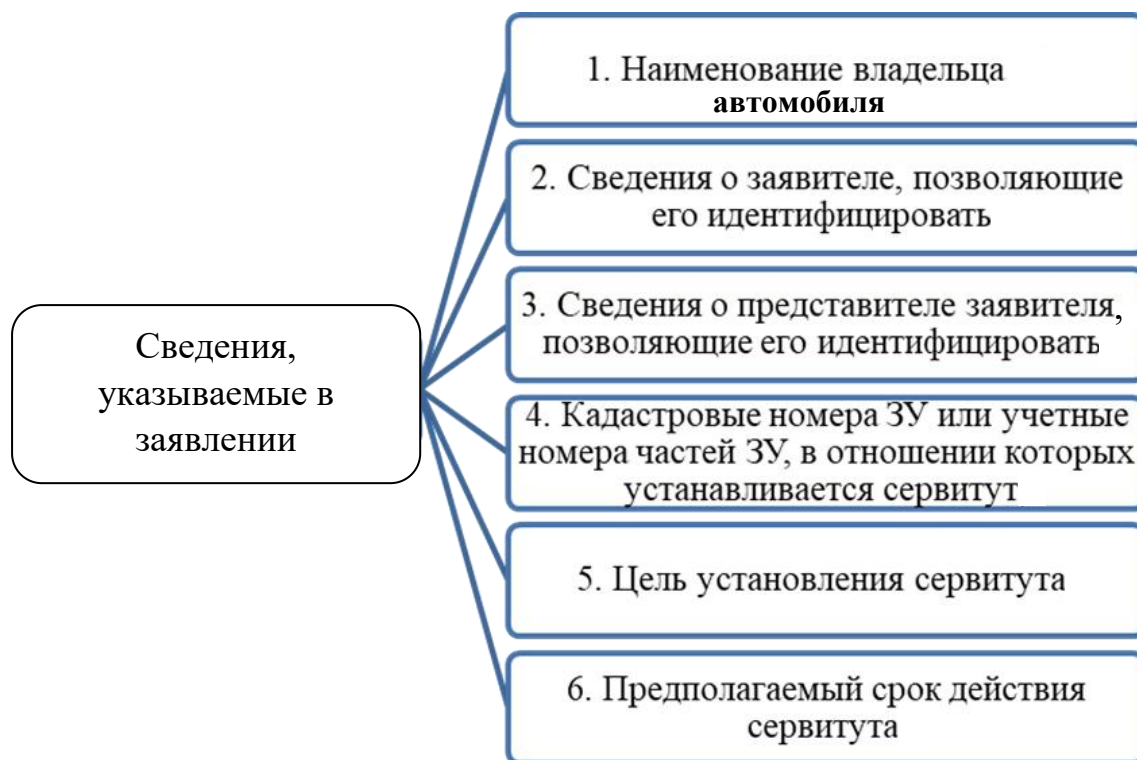 Сведения,
указываемые в
заявлении
1. Наименование владельца
автомобиля
2. Сведения о заявителе, позволяющие
его идентифицировать
3. Сведения о представителе заявителя,
позволяющие его идентифицировать
4. Кадастровые номера ЗУ или учетные
номера частей ЗУ, в отношении которых
устанавливается сервитут
5. Цель установления сервитута
6. Предполагаемый срок действия
сервитута